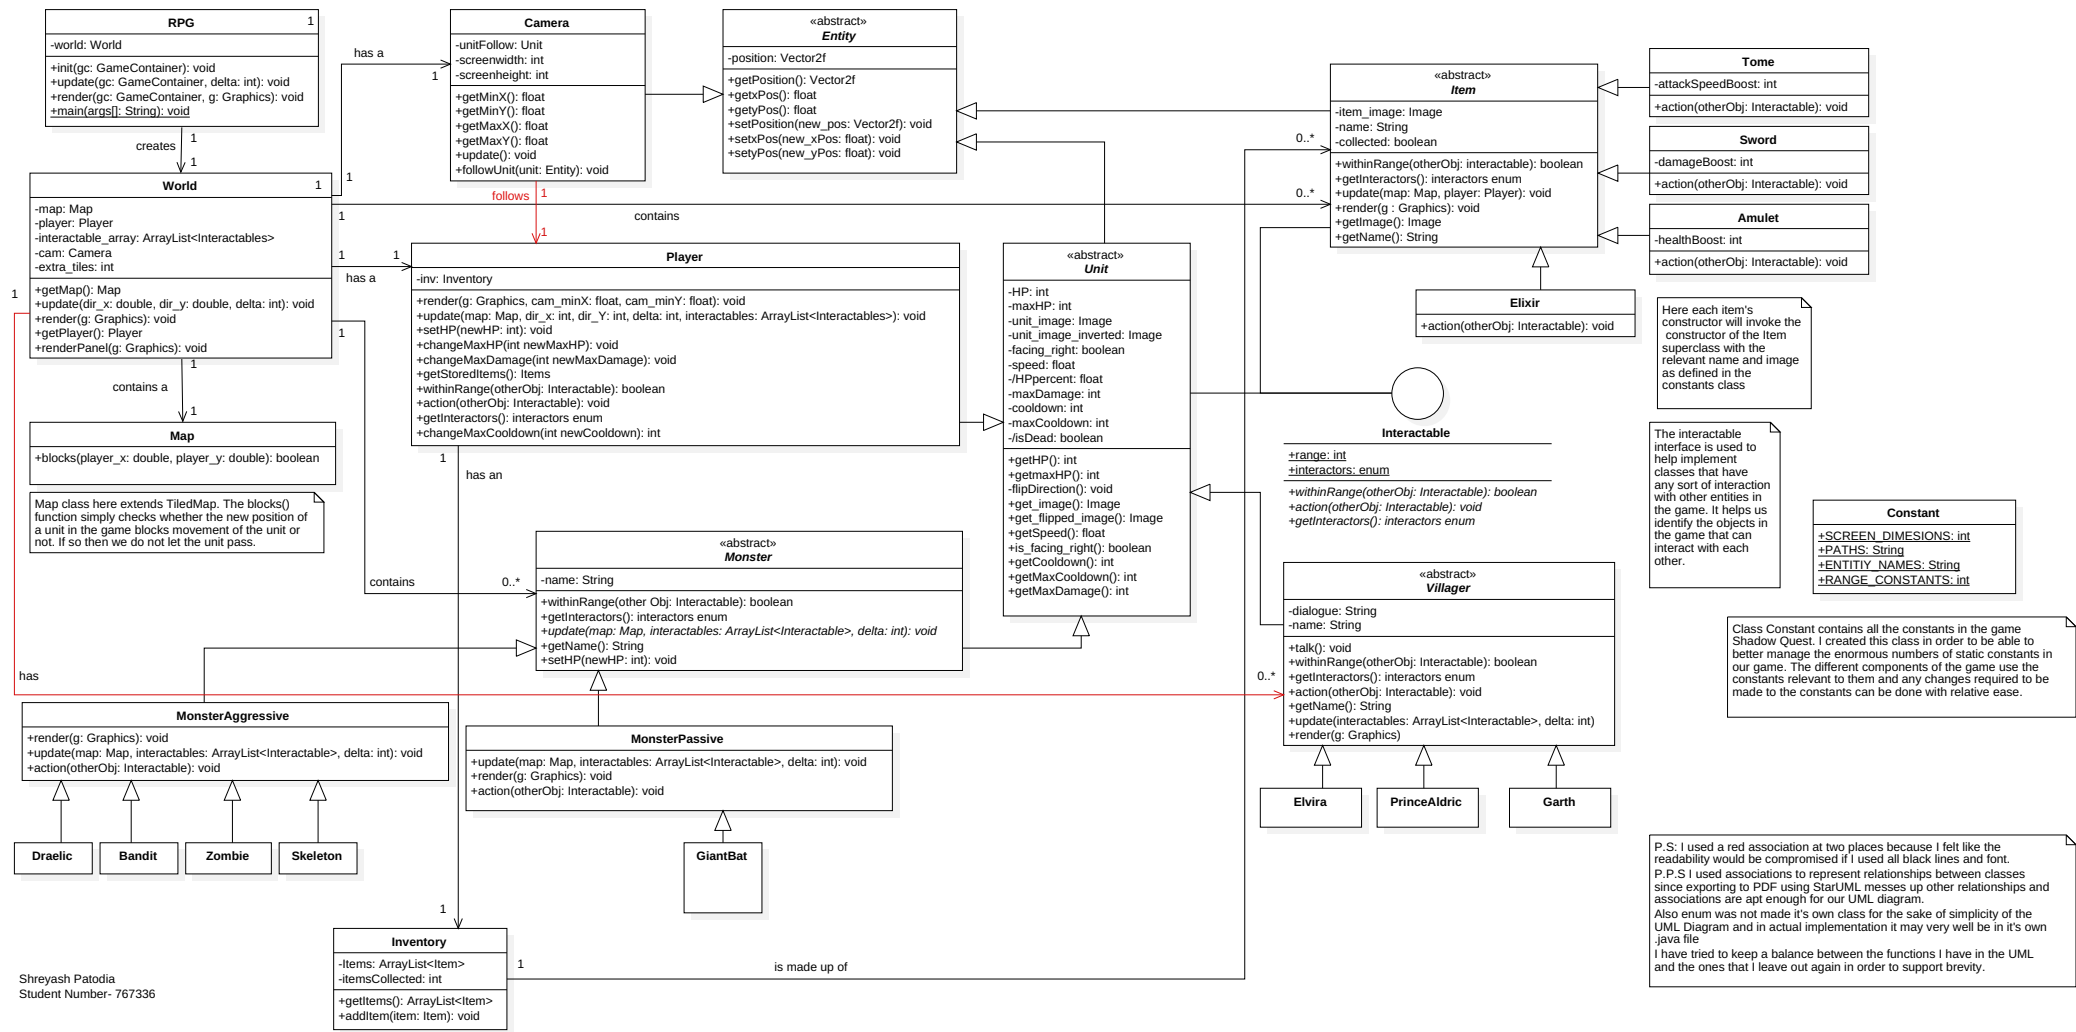 RPG
1
-world: World
+init(gc: GameContainer): void
+update(gc: GameContainer, delta: int): void
+render(gc: GameContainer, g: Graphics): void
+main(args[]: String): void
1
creates
1
World
1
-map: Map
-player: Player
-interactable_array: ArrayList<Interactables>
-cam: Camera
-extra_tiles: int
+getMap(): Map
+update(dir_x: double, dir_y: double, delta: int): void
+render(g: Graphics): void
+getPlayer(): Player
+renderPanel(g: Graphics): void
1
has a
1
1
contains
0..*
1
1
has a
1
1
contains a
1
Map
+blocks(player_x: double, player_y: double): boolean
Map class here extends TiledMap. The blocks()
function simply checks whether the new position of
a unit in the game blocks movement of the unit or
not. If so then we do not let the unit pass.
Camera
-unitFollow: Unit
-screenwidth: int
-screenheight: int
+getMinX(): float
+getMinY(): float
+getMaxX(): float
+getMaxY(): float
+update(): void
+followUnit(unit: Entity): void
follows
1
1
«abstract»
Entity
-position: Vector2f
+getPosition(): Vector2f
+getxPos(): float
+getyPos(): float
+setPosition(new_pos: Vector2f): void
+setxPos(new_xPos: float): void
+setyPos(new_yPos: float): void
Player
-inv: Inventory
+render(g: Graphics, cam_minX: float, cam_minY: float): void
+update(map: Map, dir_x: int, dir_Y: int, delta: int, interactables: ArrayList<Interactables>): void
+setHP(newHP: int): void
+changeMaxHP(int newMaxHP): void
+changeMaxDamage(int newMaxDamage): void
+getStoredItems(): Items
+withinRange(otherObj: Interactable): boolean
+action(otherObj: Interactable): void
+getInteractors(): interactors enum
+changeMaxCooldown(int newCooldown): int
1
has an
1
«abstract»
Unit
-HP: int
-maxHP: int
-unit_image: Image
-unit_image_inverted: Image
-facing_right: boolean
-speed: float
-/HPpercent: float
-maxDamage: int
-cooldown: int
-maxCooldown: int
-/isDead: boolean
+getHP(): int
+getmaxHP(): int
-flipDirection(): void
+get_image(): Image
+get_flipped_image(): Image
+getSpeed(): float
+is_facing_right(): boolean
+getCooldown(): int
+getMaxCooldown(): int
+getMaxDamage(): int
«abstract»
Item
-item_image: Image
-name: String
-collected: boolean
+withinRange(otherObj: interactable): boolean
+getInteractors(): interactors enum
+update(map: Map, player: Player): void
+render(g : Graphics): void
+getImage(): Image
+getName(): String
0..*
Tome
-attackSpeedBoost: int
+action(otherObj: Interactable): void
Sword
-damageBoost: int
+action(otherObj: Interactable): void
Amulet
-healthBoost: int
+action(otherObj: Interactable): void
Elixir
+action(otherObj: Interactable): void
Here each item's
constructor will invoke the
constructor of the Item
superclass with the
relevant name and image
as defined in the
constants class
Interactable
+range: int
+interactors: enum
+withinRange(otherObj: Interactable): boolean
+action(otherObj: Interactable): void
+getInteractors(): interactors enum
The interactable
interface is used to
help implement
classes that have
any sort of interaction
with other entities in
the game. It helps us
identify the objects in
the game that can
interact with each
other.
Constant
+SCREEN_DIMESIONS: int
+PATHS: String
+ENTITIY_NAMES: String
+RANGE_CONSTANTS: int
Class Constant contains all the constants in the game
Shadow Quest. I created this class in order to be able to
better manage the enormous numbers of static constants in
our game. The different components of the game use the
constants relevant to them and any changes required to be
made to the constants can be done with relative ease.
1
contains
0..*
«abstract»
Monster
-name: String
+withinRange(other Obj: Interactable): boolean
+getInteractors(): interactors enum
+update(map: Map, interactables: ArrayList<Interactable>, delta: int): void
+getName(): String
+setHP(newHP: int): void
1
has
0..*
«abstract»
Villager
-dialogue: String
-name: String
+talk(): void
+withinRange(otherObj: Interactable): boolean
+getInteractors(): interactors enum
+action(otherObj: Interactable): void
+getName(): String
+update(interactables: ArrayList<Interactable>, delta: int)
+render(g: Graphics)
MonsterAggressive
+render(g: Graphics): void
+update(map: Map, interactables: ArrayList<Interactable>, delta: int): void
+action(otherObj: Interactable): void
MonsterPassive
+update(map: Map, interactables: ArrayList<Interactable>, delta: int): void
+render(g: Graphics): void
+action(otherObj: Interactable): void
Elvira
PrinceAldric
Garth
Draelic
Bandit
Zombie
Skeleton
GiantBat
P.S: I used a red association at two places because I felt like the
readability would be compromised if I used all black lines and font.
P.P.S I used associations to represent relationships between classes
since exporting to PDF using StarUML messes up other relationships and
associations are apt enough for our UML diagram.
Also enum was not made it's own class for the sake of simplicity of the
UML Diagram and in actual implementation it may very well be in it's own
.java file
I have tried to keep a balance between the functions I have in the UML
and the ones that I leave out again in order to support brevity.
Inventory
-Items: ArrayList<Item>
-itemsCollected: int
+getItems(): ArrayList<Item>
+addItem(item: Item): void
1
is made up of
Shreyash Patodia
Student Number- 767336